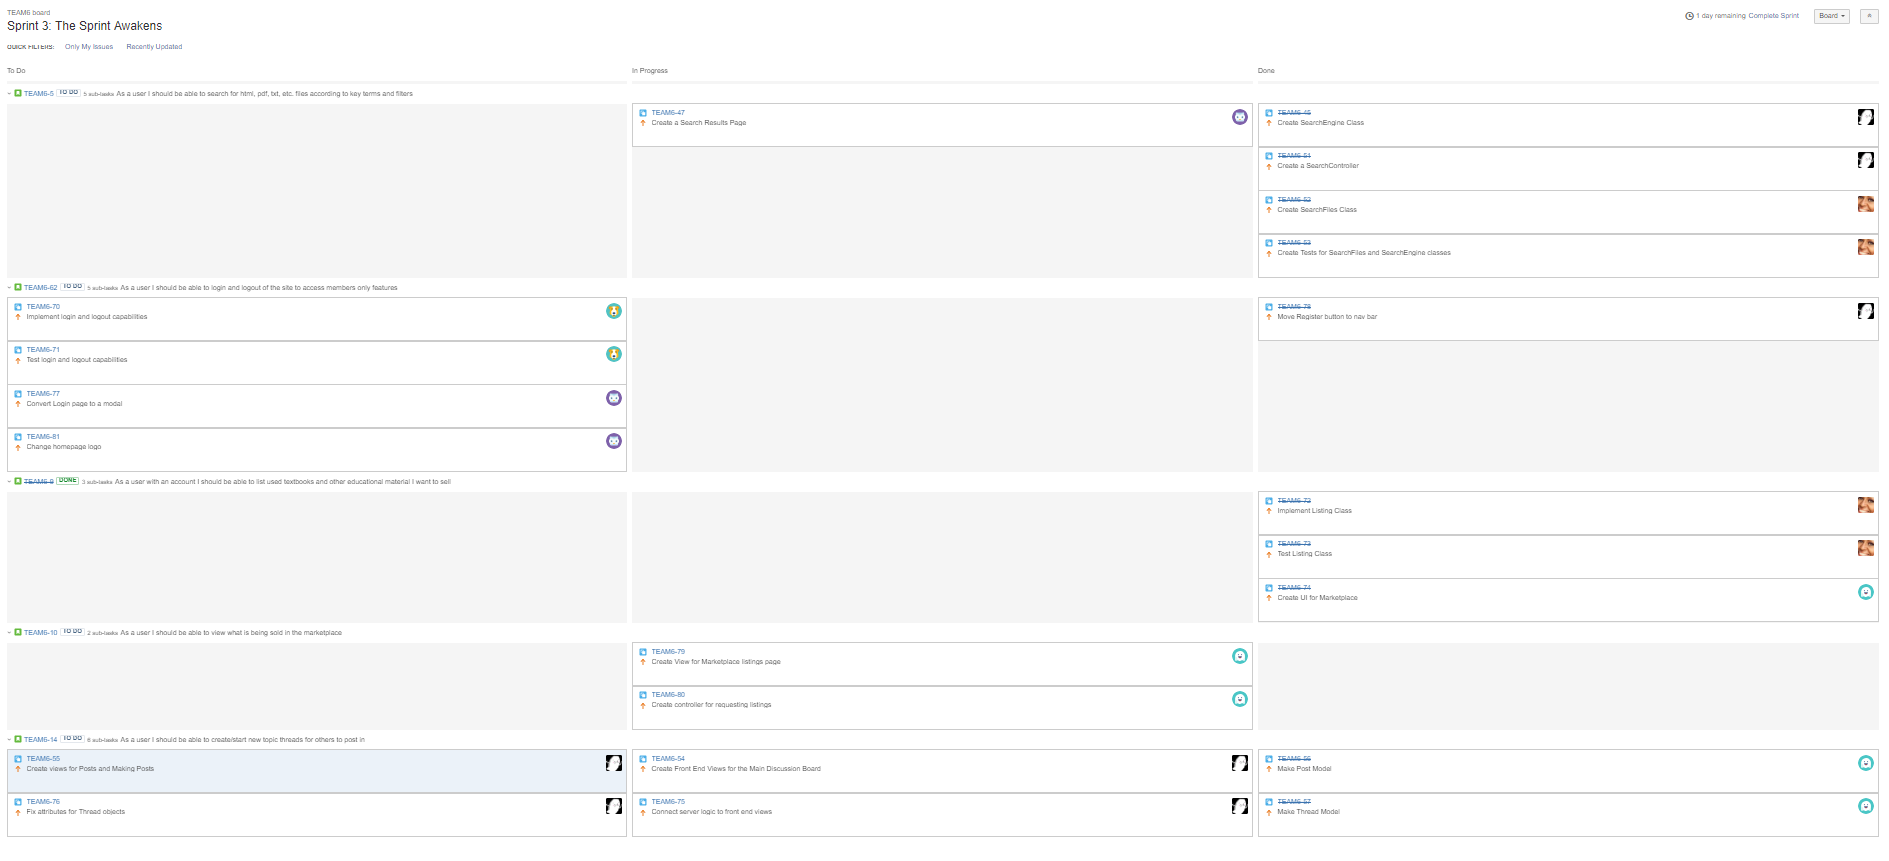 TEAM6 board
Sprint 3: The Sprint Awakens
1 day remaining Complete Sprint Board
QUICK FILTERS: Only My Issues Recently Updated
To Do In Progress Done
TEAM6-5 TO DO 5 sub-tasks As a user I should be able to search for html, pdf, txt, etc. files according to key terms and filters
TEAM6-47
Create a Search Results Page
TEAM6-45
Create SearchEngine Class
TEAM6-51
Create a SearchController
TEAM6-52
Create SearchFiles Class
TEAM6-53
Create Tests for SearchFiles and SearchEngine classes
TEAM6-62 TO DO 5 sub-tasks As a user I should be able to login and logout of the site to access members only features
TEAM6-70
Implement login and logout capabilities
TEAM6-71
Test login and logout capabilities
TEAM6-77
Convert Login page to a modal
TEAM6-81
Change homepage logo
TEAM6-78
Move Register button to nav bar
TEAM6-9 DONE 3 sub-tasks As a user with an account I should be able to list used textbooks and other educational material I want to sell
TEAM6-72
Implement Listing Class
TEAM6-73
Test Listing Class
TEAM6-74
Create UI for Marketplace
TEAM6-10 TO DO 2 sub-tasks As a user I should be able to view what is being sold in the marketplace
TEAM6-79
Create View for Marketplace listings page
TEAM6-80
Create controller for requesting listings
TEAM6-14 TO DO 6 sub-tasks As a user I should be able to create/start new topic threads for others to post in
TEAM6-55
Create views for Posts and Making Posts
TEAM6-76
Fix attributes for Thread objects
TEAM6-54
Create Front End Views for the Main Discussion Board
TEAM6-75
Connect server logic to front end views
TEAM6-56
Make Post Model
TEAM6-57
Make Thread Model